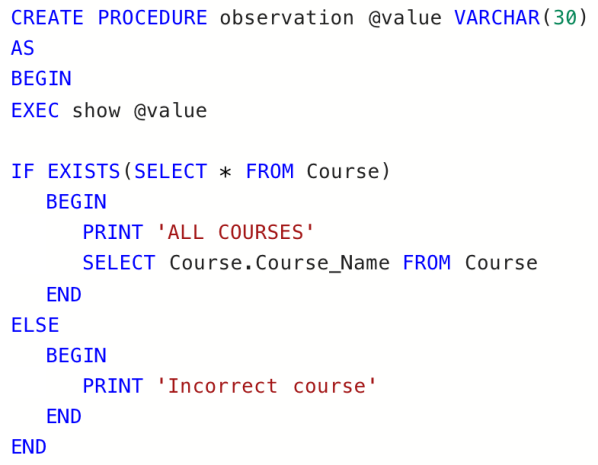 CREATE PROCEDURE observation @value VARCHAR(30)
AS
BEGIN
EXEC show @value
IF EXISTS(SELECT * FROM Course)
BEGIN
PRINT 'ALL COURSES'
SELECT Course.Course_Name FROM Course
END
ELSE
BEGIN
PRINT 'Incorrect course'
END
END